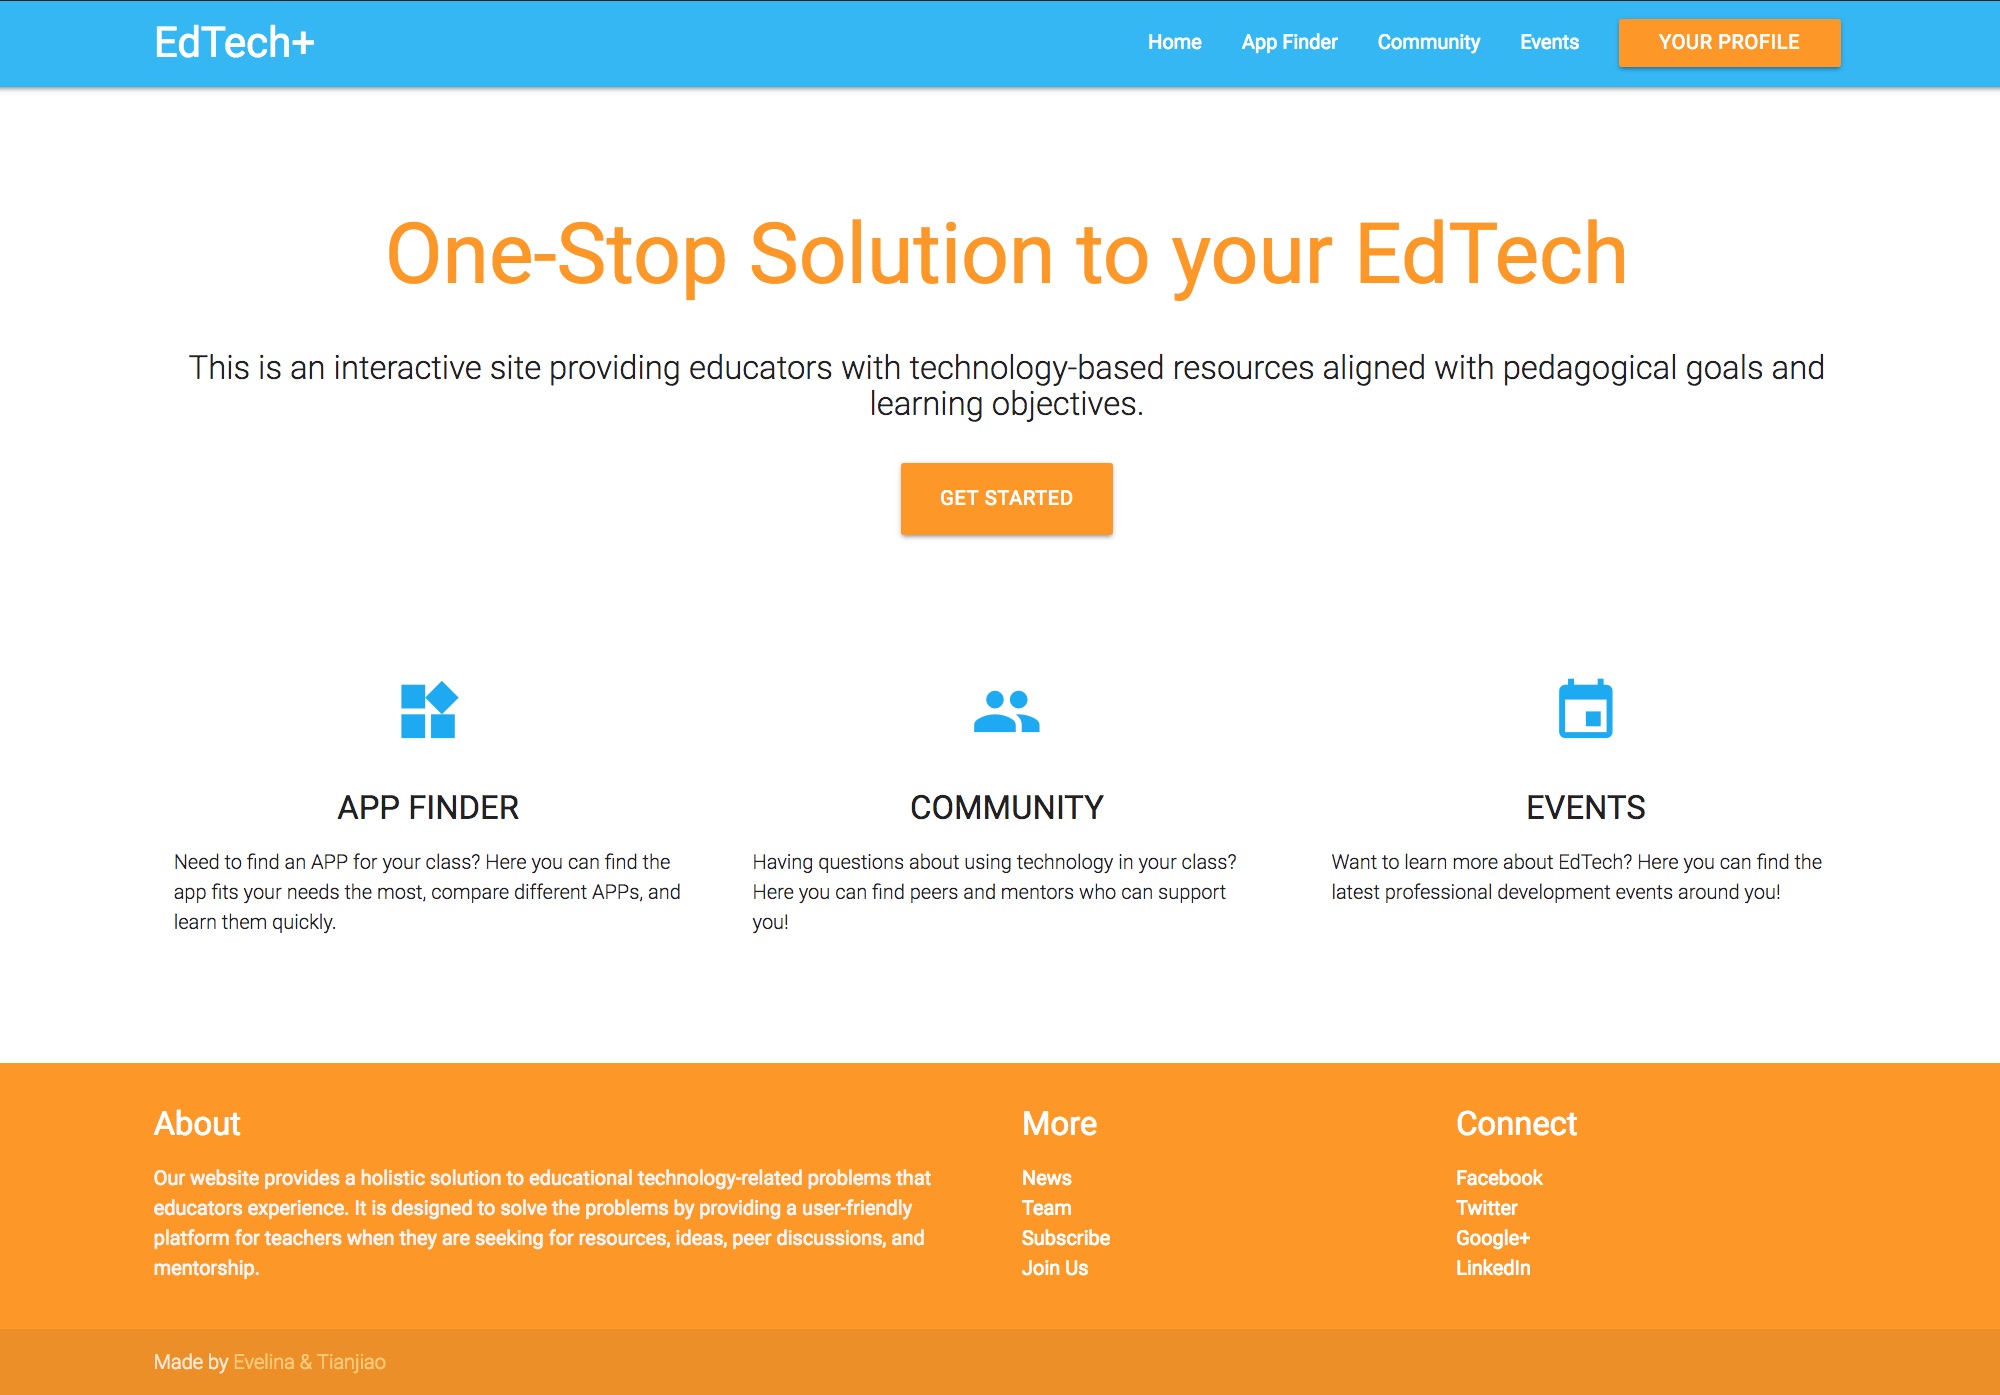 EdTech+
Home
App Finder
Community
Events
YOUR PROFILE
One-Stop Solution to your EdTech
This is an interactive site providing educators with technology-based resources aligned with pedagogical goals and
learning objectives.
GET STARTED
APP FINDER
Need to find an APP for your class? Here you can find the
app fits your needs the most, compare different APPs, and
learn them quickly.
COMMUNITY
Having questions about using technology in your class?
Here you can find peers and mentors who can support
you!
EVENTS
Want to learn more about EdTech? Here you can find the
latest professional development events around you!
About
Our website provides a holistic solution to educational technology-related problems that
educators experience. It is designed to solve the problems by providing a user-friendly
platform for teachers when they are seeking for resources, ideas, peer discussions, and
mentorship.
More
News
Team
Subscribe
Join Us
Connect
Facebook
Twitter
Google+
LinkedIn
Made by Evelina & Tianjiao